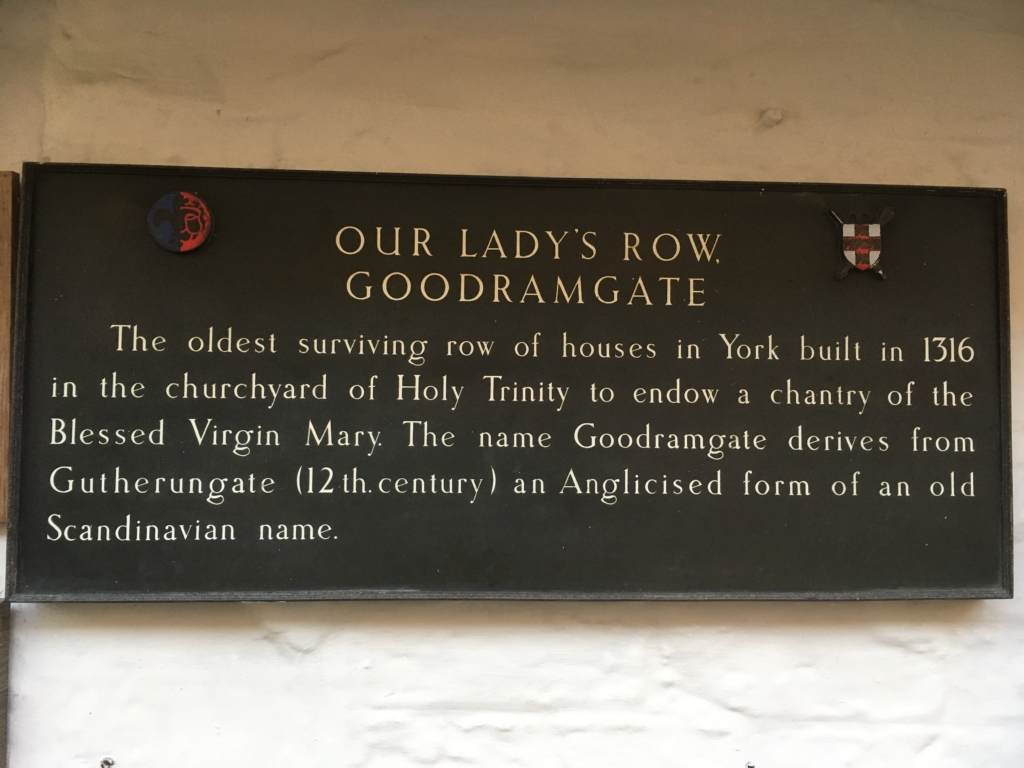 OUR LADY'S ROW,
GOODRAMGATE
The oldest surviving row of houses in York built in 1316
in the churchyard of Holy Trinity to endow a chantry of the
Blessed Virgin Mary. The name Goodramgate derives from
Gutherungate (12th.century) an Anglicised form of an old
Scandinavian name.